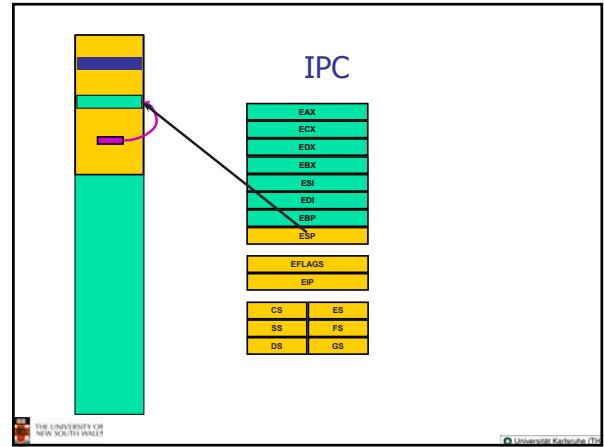 IPC
EAX
ECX
EDX
EBX
ESI
EDI
EBP
ESP
EFLAGS
EIP
CS ES
SS FS
DS GS
THE UNIVERSITY OF
NEW SOUTH WALES
Universität Karlsruhe (TH)